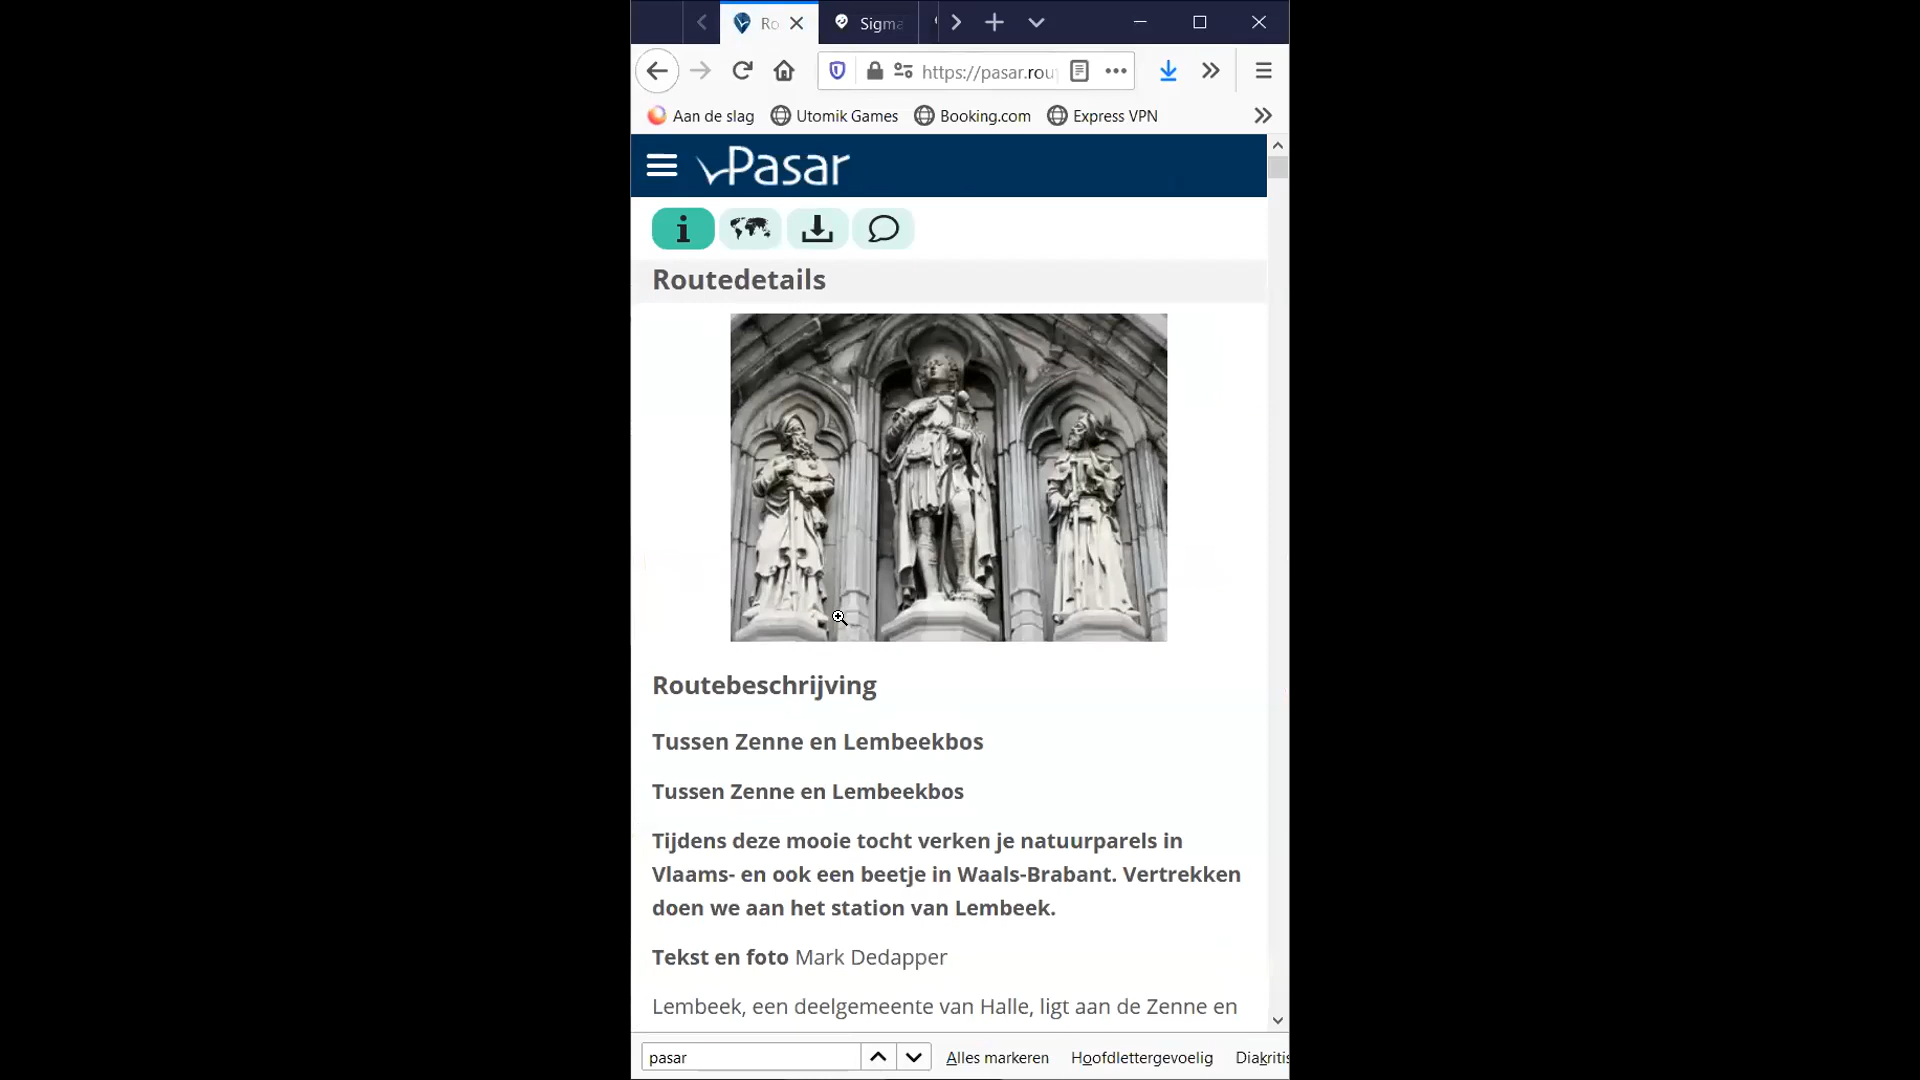 Ro
Sigma
https://pasar.rou
Aan de slag
Utomik Games
Booking.com
Express VPN
Pasar
Routedetails
Routebeschrijving
Tussen Zenne en Lembeekbos
Tussen Zenne en Lembeekbos
Tijdens deze mooie tocht verken je natuurparels in
Vlaams- en ook een beetje in Waals-Brabant. Vertrekken
doen we aan het station van Lembeek.
Tekst en foto Mark Dedapper
Lembeek, een deelgemeente van Halle, ligt aan de Zenne en
pasar
Alles markeren
Hoofdlettergevoelig
Diakritis